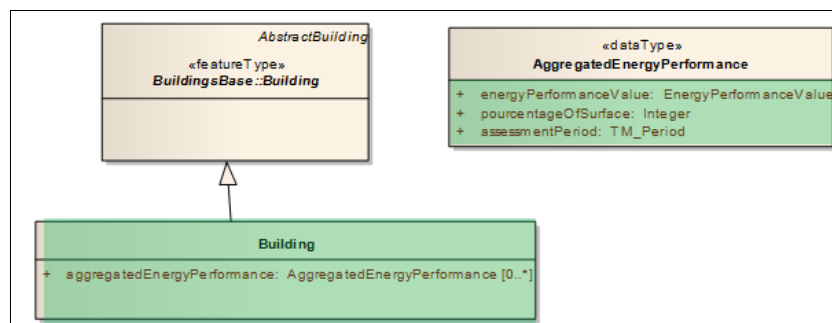 AbstractBuilding
«featureType»
BuildingsBase::Building
«dataType»
AggregatedEnergyPerformance
+ energyPerformanceValue: EnergyPerformanceValue
+ pourcentageOfSurface: Integer
+ assessmentPeriod: TM_Period
Building
+ aggregatedEnergyPerformance: AggregatedEnergyPerformance [0..*]